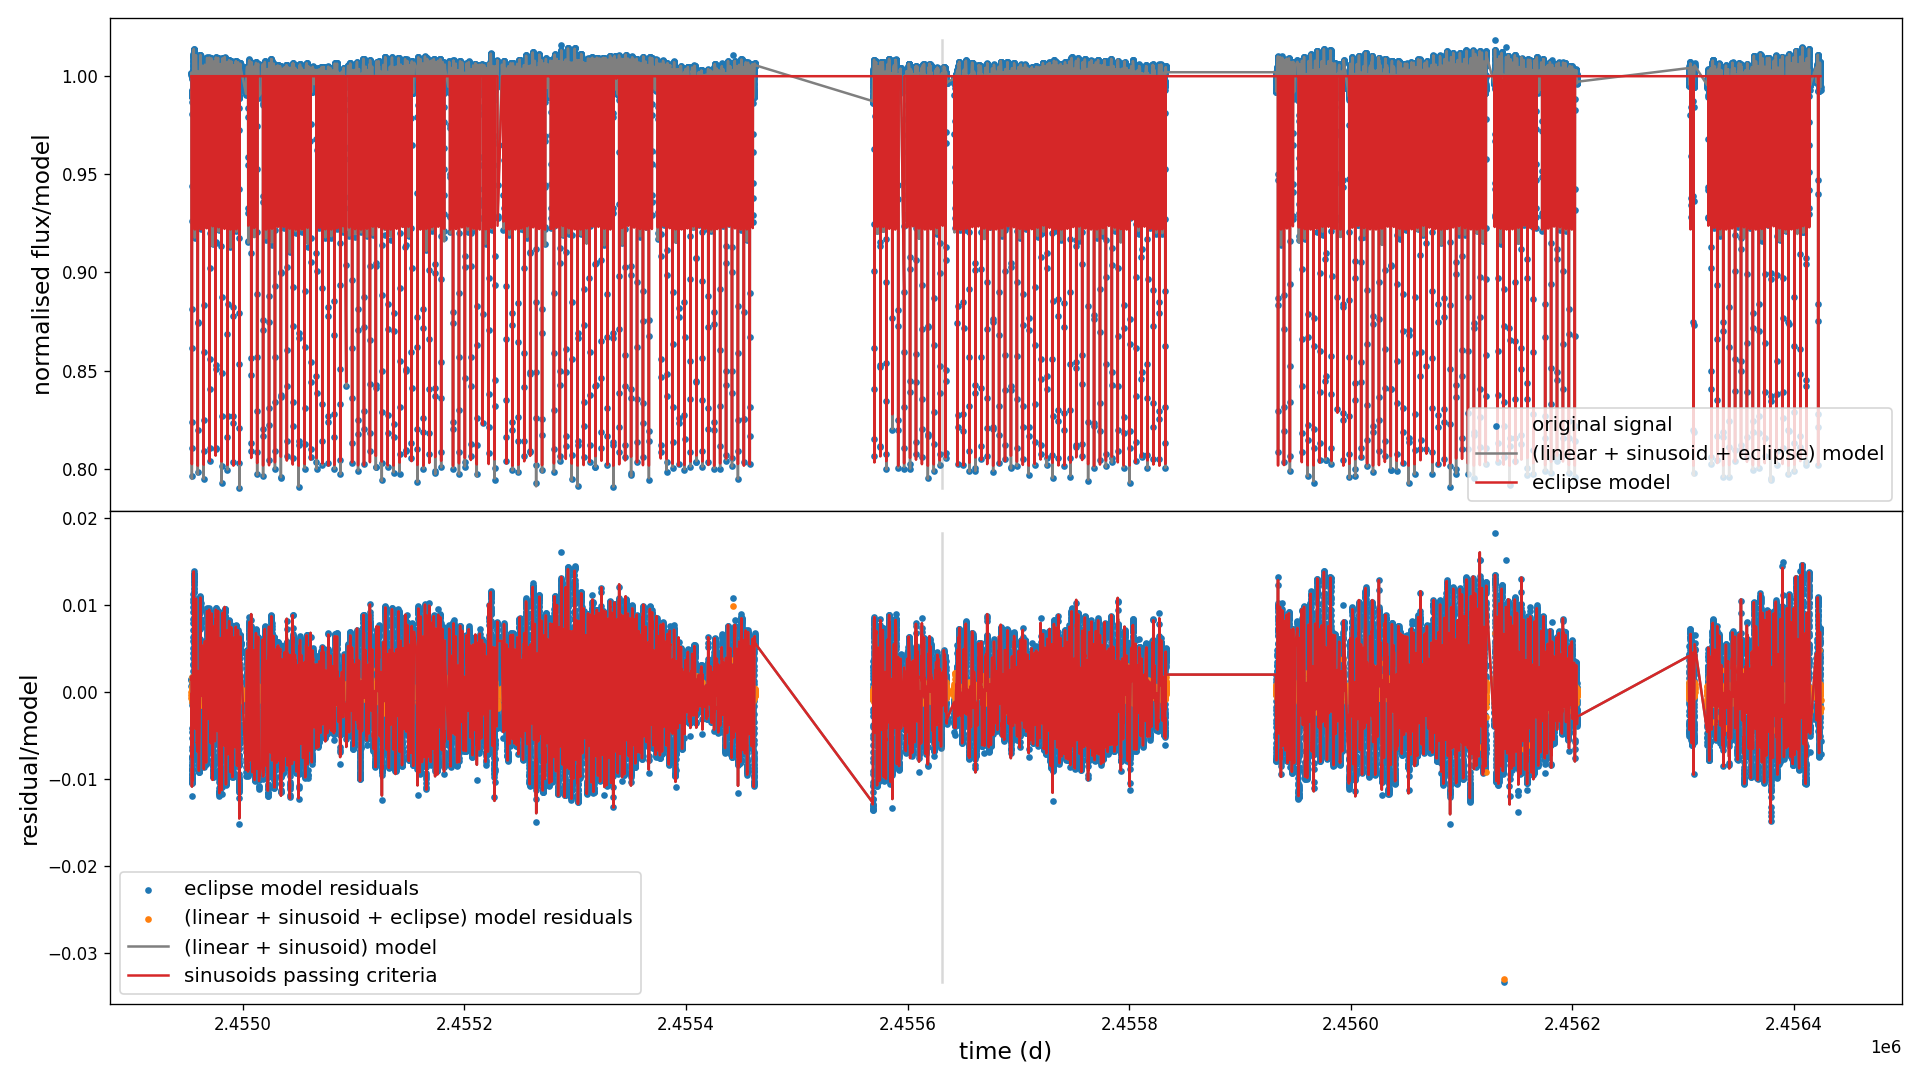 1.00
0.95
0.90
0.85
0.80
normalised flux/model
original signal
(linear + sinusoid + eclipse) model
eclipse model
0.02
0.01
0.00
−0.01
−0.02
−0.03
residual/model
eclipse model residuals
(linear + sinusoid + eclipse) model residuals
(linear + sinusoid) model
sinusoids passing criteria
2.4550 2.4552 2.4554 2.4556 2.4558 2.4560 2.4562 2.4564
time (d)
1e6